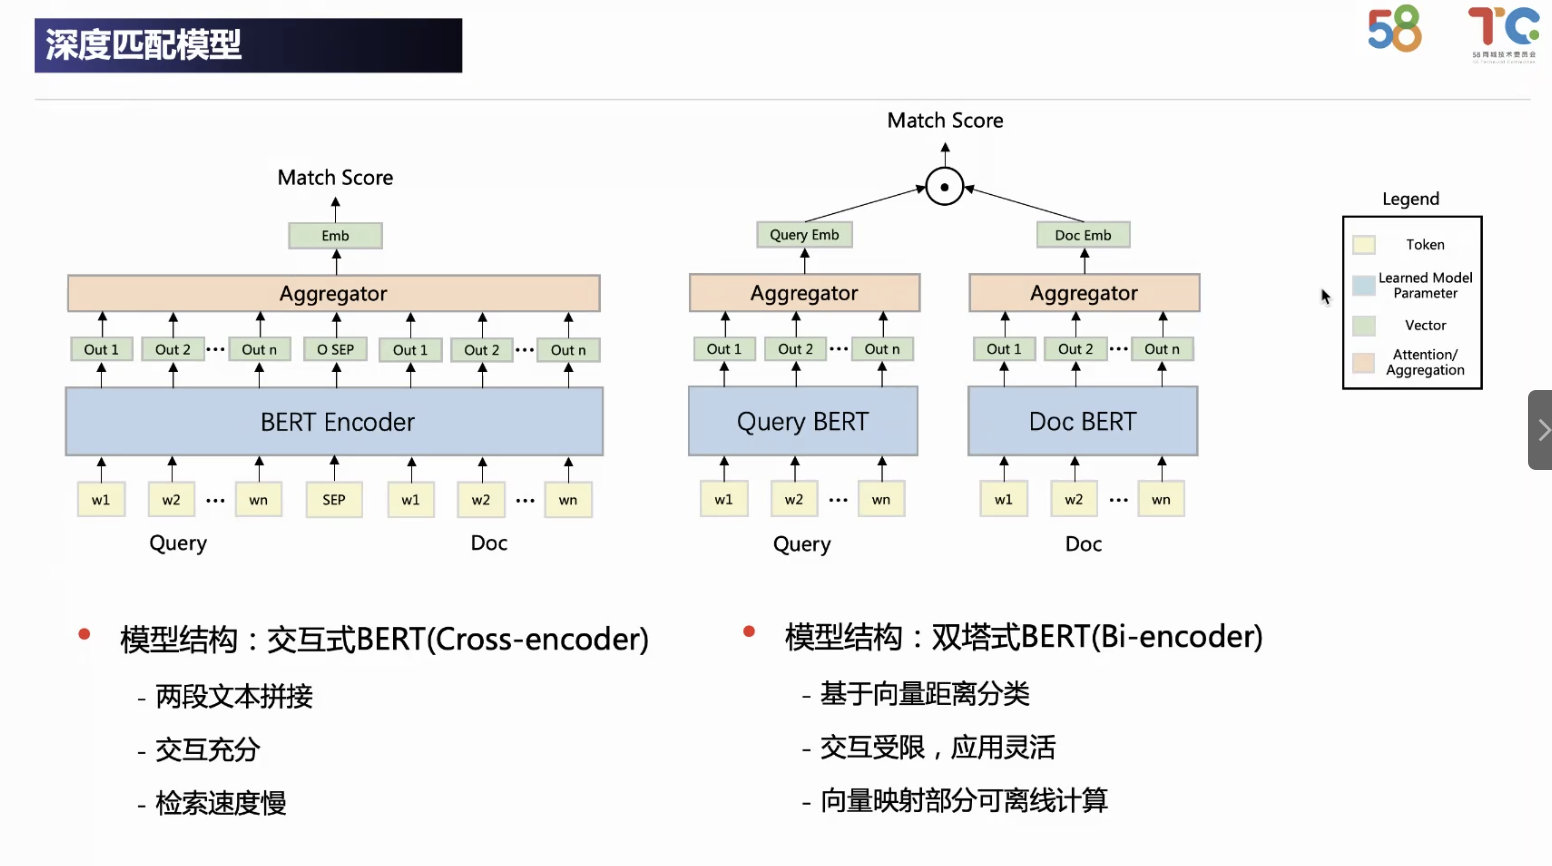 深度匹配模型
58
TC
58同城技术委员会
Match Score
Emb
Aggregator
Out 1 Out 2 ··· Out n O SEP Out 1 Out 2 ··· Out n
BERT Encoder
w1 w2 ··· wn SEP w1 w2 ··· wn
Query Doc
Match Score
Query Emb Doc Emb
Aggregator Aggregator
Out 1 Out 2 ··· Out n Out 1 Out 2 ··· Out n
Query BERT Doc BERT
w1 w2 ··· wn w1 w2 ··· wn
Query Doc
Legend
Token
Learned Model
Parameter
Vector
Attention/
Aggregation
• 模型结构：交互式BERT(Cross-encoder)
- 两段文本拼接
- 交互充分
- 检索速度慢
• 模型结构：双塔式BERT(Bi-encoder)
- 基于向量距离分类
- 交互受限，应用灵活
- 向量映射部分可离线计算